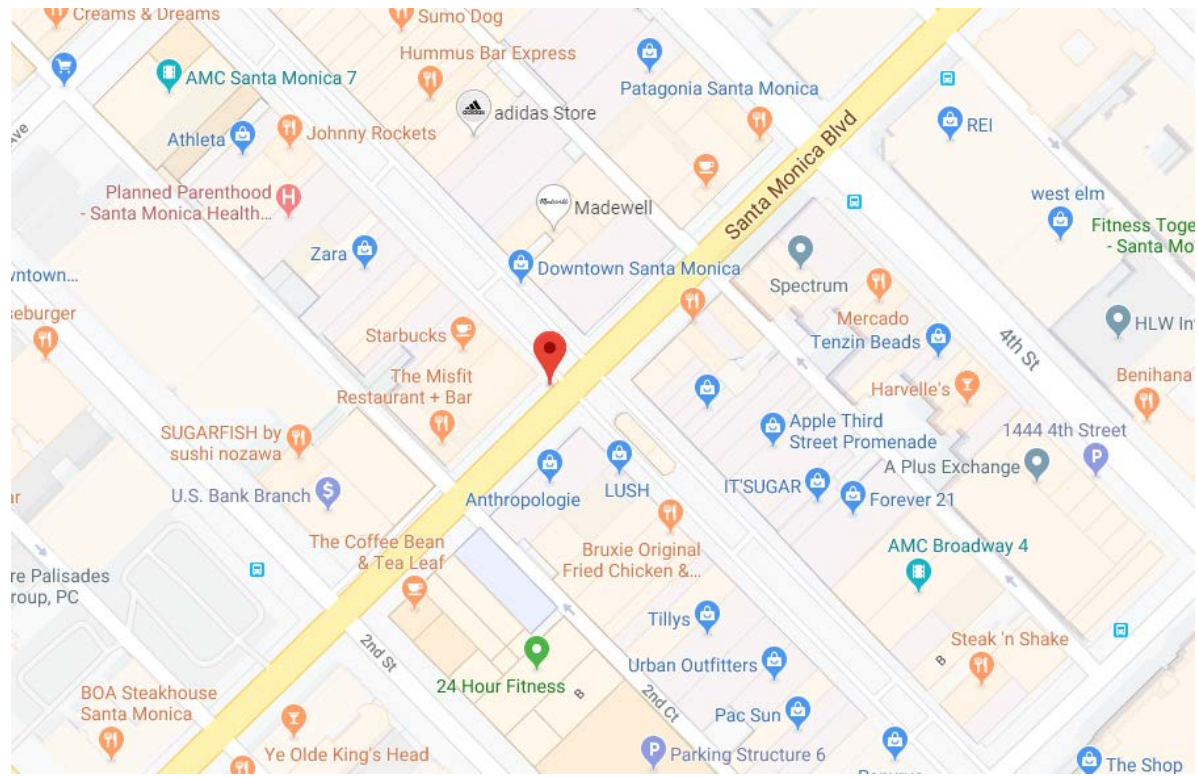 Creams & Dreams
Sumo Dog
Hummus Bar Express
AMC Santa Monica 7
adidas
adidas Store
Patagonia Santa Monica
Athleta
Johnny Rockets
REI
Ave
Santa Monica Blvd
Planned Parenthood
- Santa Monica Health...
H
Madewell
Madewell
west elm
Fitness Toge
- Santa Mo
Zara
Downtown Santa Monica
wntown...
Spectrum
seburger
Mercado
Tenzin Beads
4th St
HLW Int
Starbucks
The Misfit
Restaurant + Bar
Harvelle's
Benihana
SUGARFISH by
sushi nozawa
Apple Third
Street Promenade
1444 4th Street
P
A Plus Exchange
U.S. Bank Branch
$
Anthropologie
LUSH
IT'SUGAR
Forever 21
ar
The Coffee Bean
& Tea Leaf
Bruxie Original
Fried Chicken &...
AMC Broadway 4
re Palisades
roup, PC
Tillys
Steak 'n Shake
B
2nd St
Urban Outfitters
24 Hour Fitness
B
BOA Steakhouse
Santa Monica
2nd Ct
Pac Sun
Ye Olde King's Head
P
Parking Structure 6
The Shop